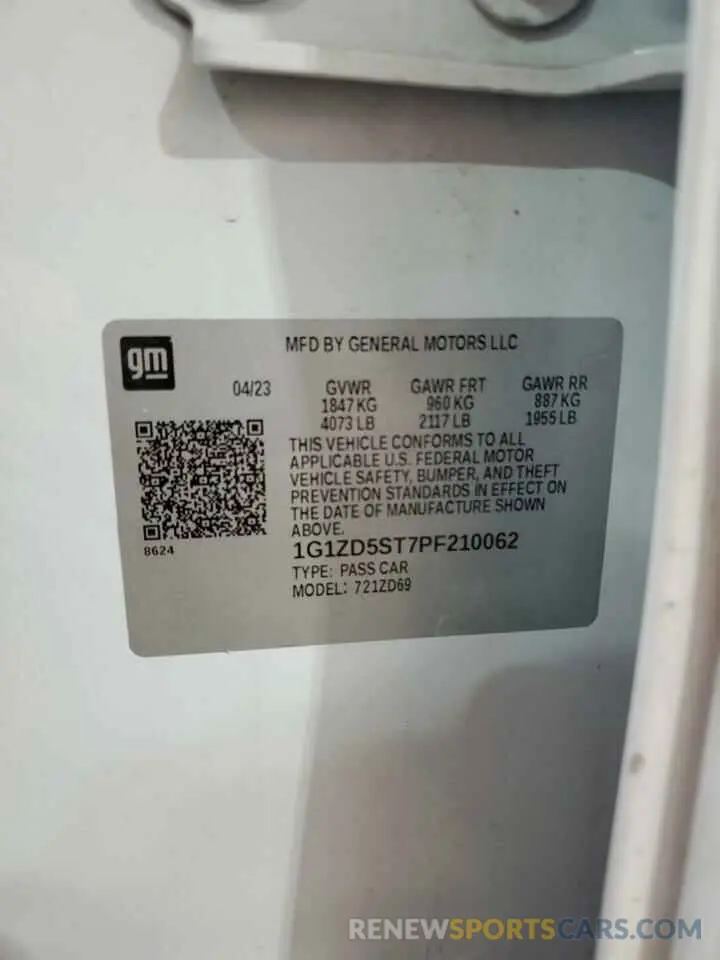 gm
MFD BY GENERAL MOTORS LLC
04/23 GVWR GAWR FRT GAWR RR
1847 KG 960 KG 887 KG
4073 LB 2117 LB 1955 LB
THIS VEHICLE CONFORMS TO ALL
APPLICABLE U.S. FEDERAL MOTOR
VEHICLE SAFETY, BUMPER, AND THEFT
PREVENTION STANDARDS IN EFFECT ON
THE DATE OF MANUFACTURE SHOWN
ABOVE.
8624
1G1ZD5ST7PF210062
TYPE: PASS CAR
MODEL: 721ZD69
RENEWSPORTSCARS.COM